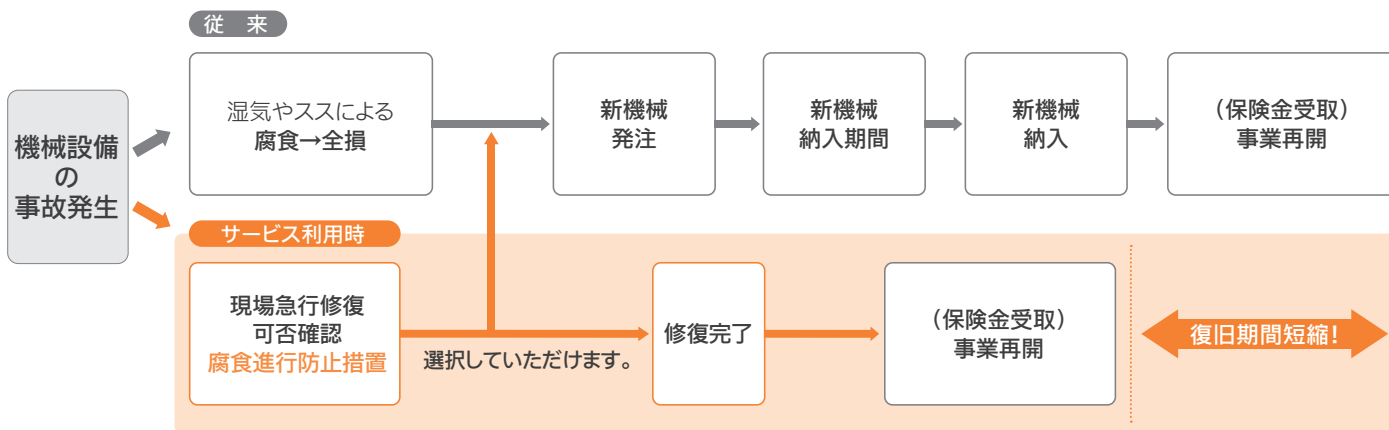 従 来
機械設備
の
事故発生
湿気やススによる
腐食→全損
新機械
発注
新機械
納入期間
新機械
納入
（保険金受取）
事業再開
サービス利用時
現場急行修復
可否確認
腐食進行防止措置
選択していただけます。
修復完了
（保険金受取）
事業再開
復旧期間短縮！